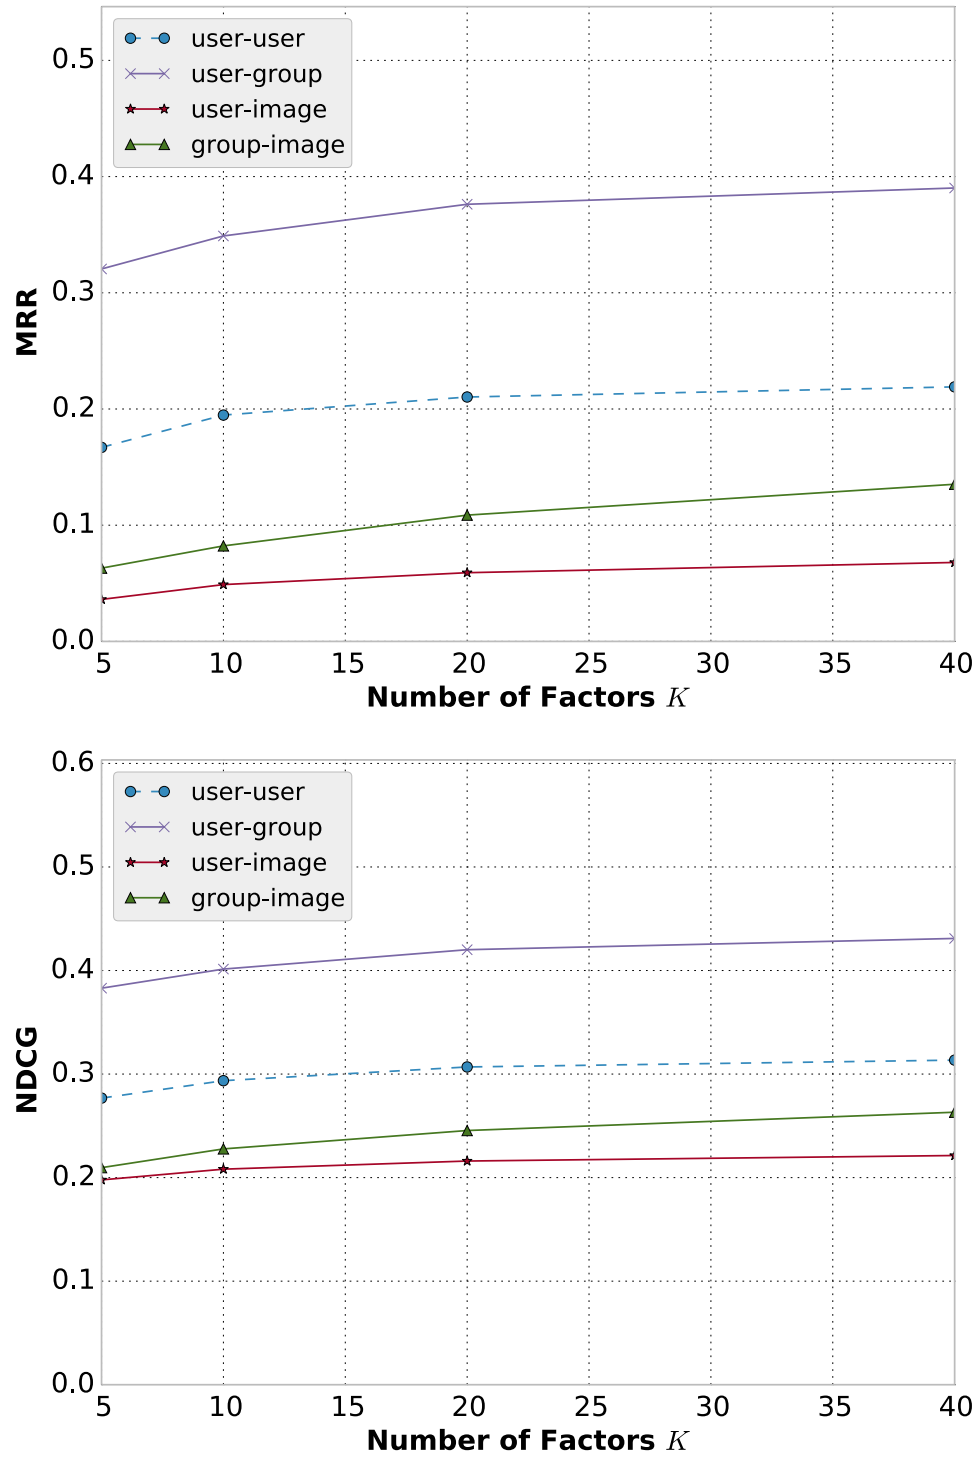 0.5
0.4
0.3
0.2
0.1
0.0
MRR
user-user
user-group
user-image
group-image
5 10 15 20 25 30 35 40
Number of Factors K
0.6
0.5
0.4
0.3
0.2
0.1
0.0
NDCG
user-user
user-group
user-image
group-image
5 10 15 20 25 30 35 40
Number of Factors K